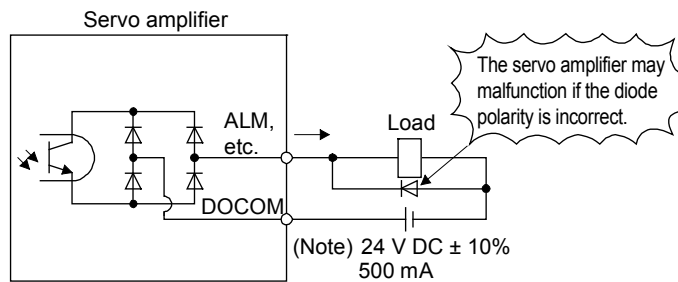 Servo amplifier
The servo amplifier may
malfunction if the diode
polarity is incorrect.
ALM,
etc.
Load
DOCOM
(Note) 24 V DC ± 10%
500 mA